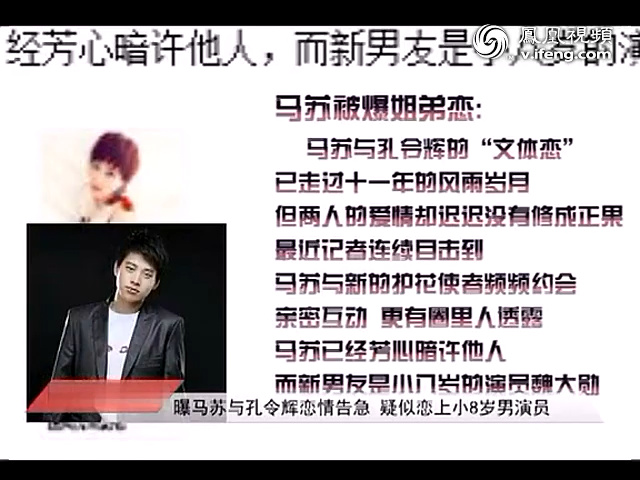 凤凰视频
v.ifeng.com
经芳心暗许他人，而新男友是小八岁的演
马苏被爆姐弟恋：
马苏与孔令辉的“文体恋”
已走过十一年的风雨岁月
但两人的爱情却迟迟没有修成正果
最近记者连续目击到
马苏与新的护花使者频频约会
亲密互动 更有圈里人透露
马苏已经芳心暗许他人
而新男友是小八岁的演员魏大勋
曝马苏与孔令辉恋情告急 疑似恋上小8岁男演员